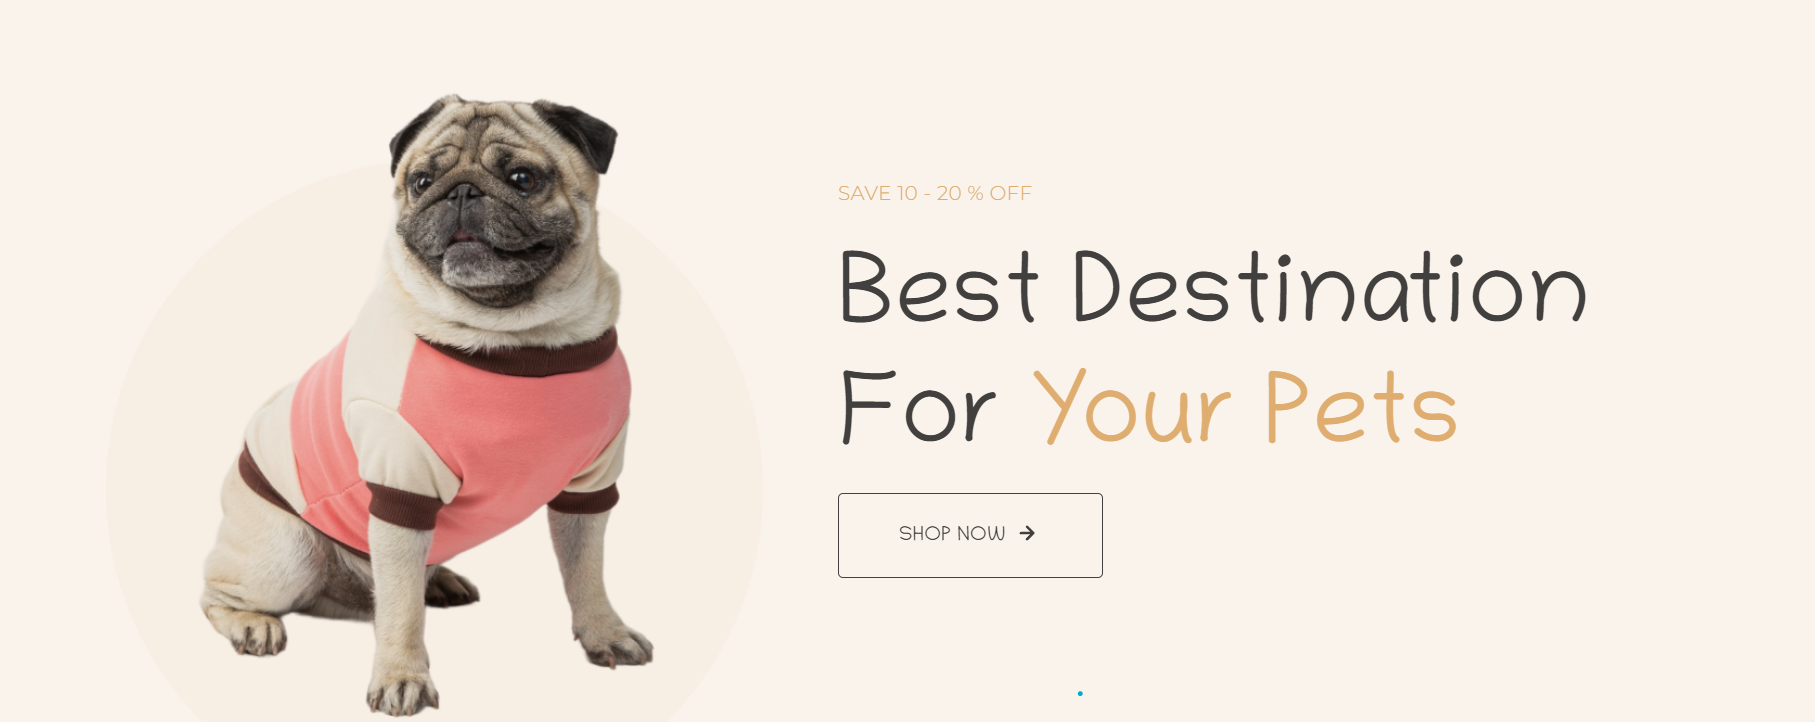 SAVE 10 - 20 % OFF
Best Destination
For Your Pets
SHOP NOW →